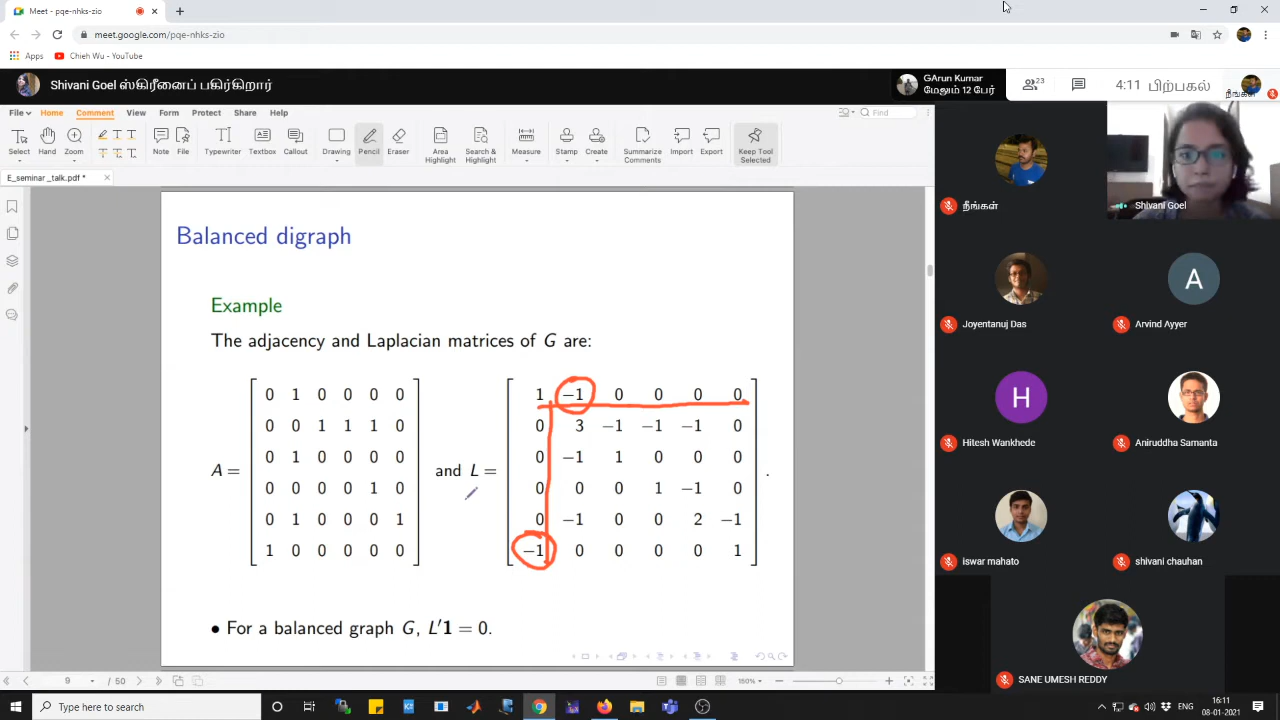 Meet - pqe-nhks-zio
meet.google.com/pqe-nhks-zio
Apps Chieh Wu - YouTube
Shivani Goel ஸ்கிரீனைப் பகிர்கிறார்
GArun Kumar
மேலும் 12 பேர்
23
4:11 பிற்பகல்
நீங்கள்
File Home Comment View Form Protect Share Help
Find
Select Hand Zoom Note File Typewriter Textbox Callout Drawing Pencil Eraser Area Highlight Search & Highlight Measure Stamp Create Summarize Comments Import Export Keep Tool Selected
E_seminar _talk.pdf *
Balanced digraph
Example
The adjacency and Laplacian matrices of G are:
0 1 0 0 0 0
0 0 1 1 1 0
0 1 0 0 0 0
A =
0 0 0 0 1 0
0 1 0 0 0 1
1 0 0 0 0 0
and L =
1 −1 0 0 0 0
0 3 −1 −1 −1 0
0 −1 1 0 0 0
0 0 0 1 −1 0
0 −1 0 0 2 −1
−1 0 0 0 0 1
.
• For a balanced graph G, L′1 = 0.
9 / 50
150%
நீங்கள்
Shivani Goel
Joyentanuj Das
A
Arvind Ayyer
H
Hitesh Wankhede
Aniruddha Samanta
iswar mahato
shivani chauhan
SANE UMESH REDDY
Type here to search
ENG
16:11
08-01-2021